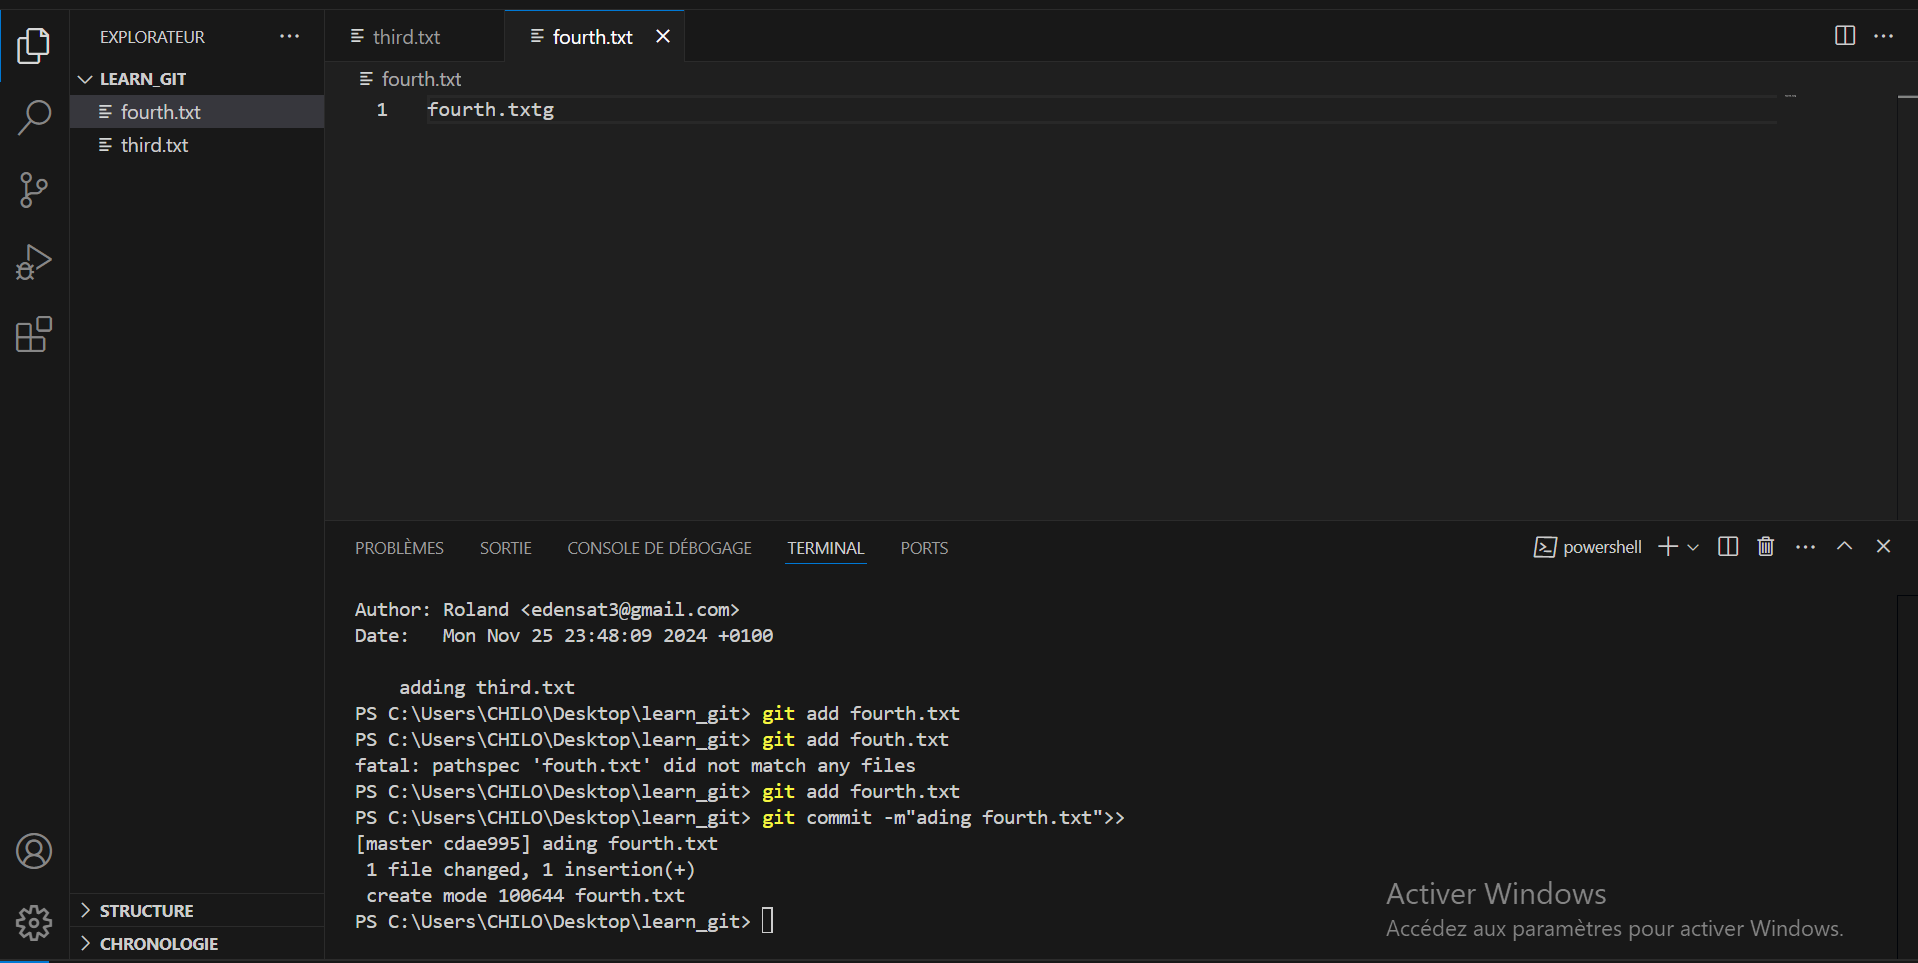 EXPLORATEUR
LEARN_GIT
fourth.txt
third.txt
STRUCTURE
CHRONOLOGIE
third.txt
fourth.txt
fourth.txt
1 fourth.txtg
PROBLÈMES SORTIE CONSOLE DE DÉBOGAGE TERMINAL PORTS
powershell
Author: Roland <edensat3@gmail.com>
Date:   Mon Nov 25 23:48:09 2024 +0100
    adding third.txt
PS C:\Users\CHILO\Desktop\learn_git> git add fourth.txt
PS C:\Users\CHILO\Desktop\learn_git> git add fouth.txt
fatal: pathspec 'fouth.txt' did not match any files
PS C:\Users\CHILO\Desktop\learn_git> git add fourth.txt
PS C:\Users\CHILO\Desktop\learn_git> git commit -m"ading fourth.txt">>
[master cdae995] ading fourth.txt
 1 file changed, 1 insertion(+)
 create mode 100644 fourth.txt
PS C:\Users\CHILO\Desktop\learn_git>
Activer Windows
Accédez aux paramètres pour activer Windows.